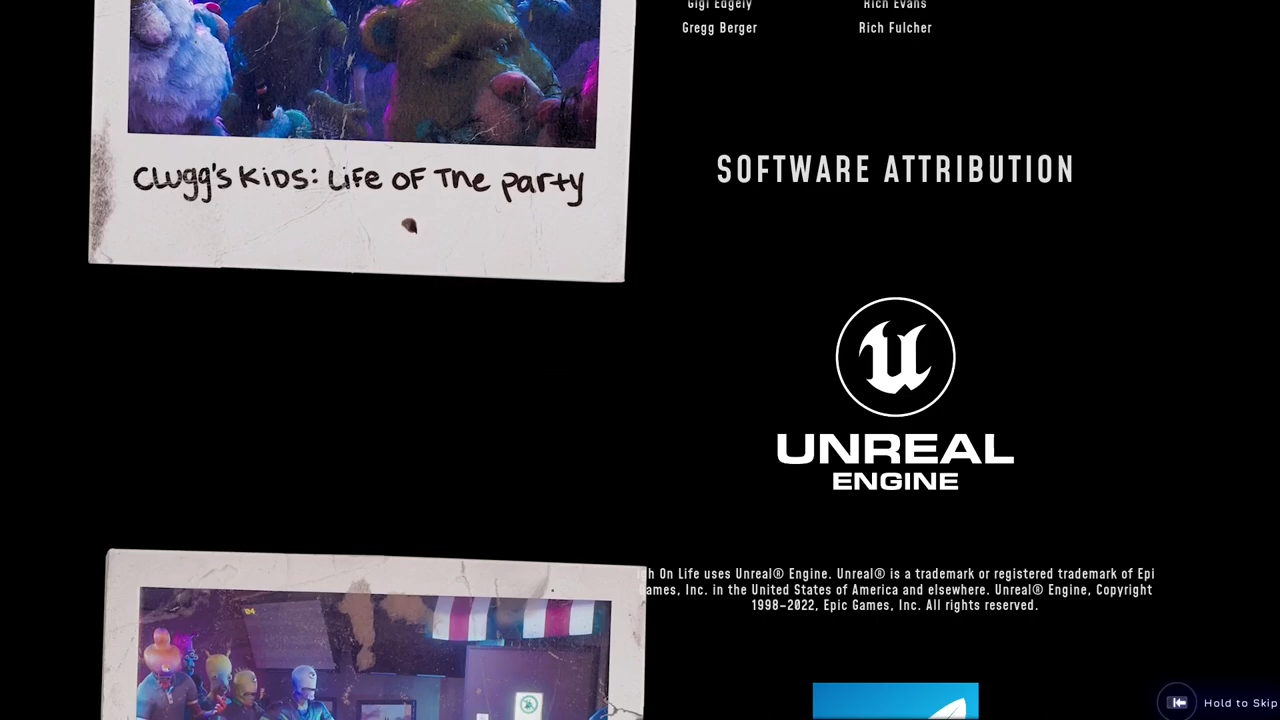 Gigi Edgely
Rich Evans
Gregg Berger
Rich Fulcher
Clugg's Kids: Life of The party
SOFTWARE ATTRIBUTION
UNREAL
ENGINE
gh On Life uses Unreal® Engine. Unreal® is a trademark or registered trademark of Epi
ames, Inc. in the United States of America and elsewhere. Unreal® Engine, Copyright
1998–2022, Epic Games, Inc. All rights reserved.
Hold to Skip